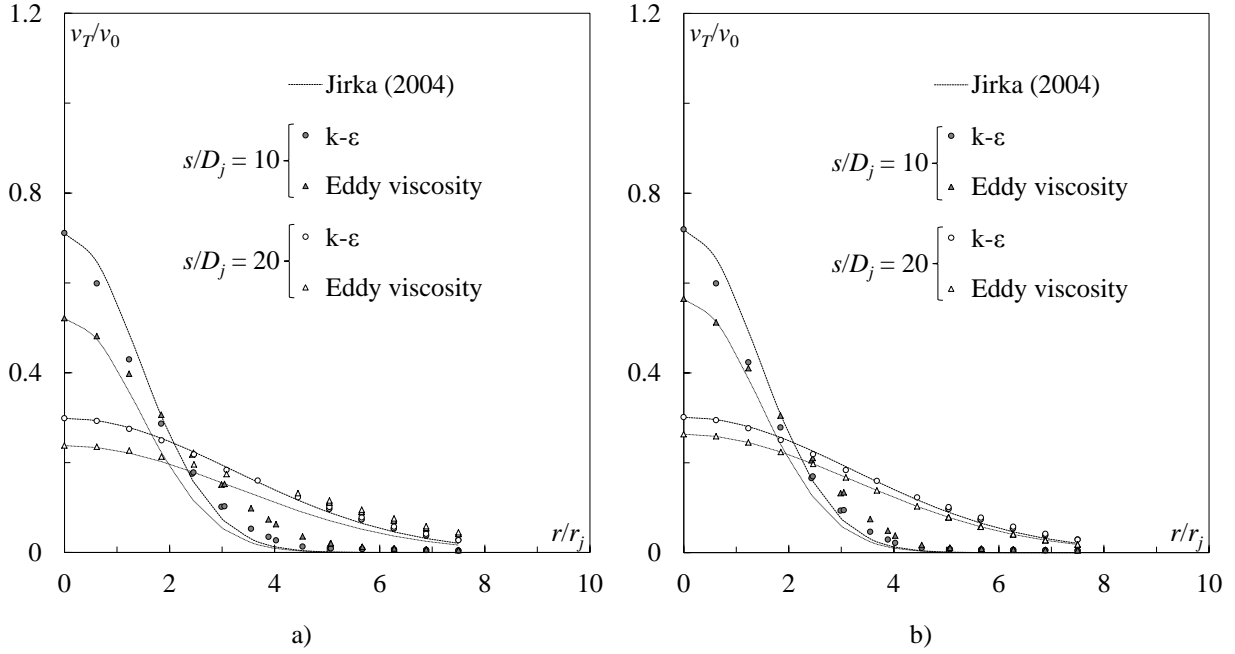 1.2
v_T/v_0
Jirka (2004)
k-ε
s/D_j = 10
Eddy viscosity
k-ε
s/D_j = 20
Eddy viscosity
0.8
0.4
0
r/r_j
0 2 4 6 8 10
a)
1.2
v_T/v_0
Jirka (2004)
k-ε
s/D_j = 10
Eddy viscosity
k-ε
s/D_j = 20
Eddy viscosity
0.8
0.4
0
r/r_j
0 2 4 6 8 10
b)